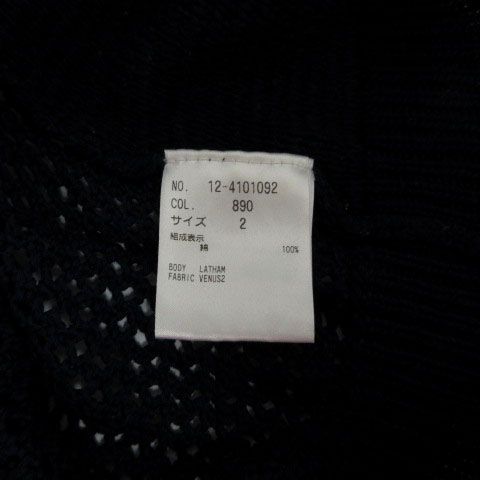 NO. 12-4101092
COL. 890
サイズ 2
組成表示
綿 100%
BODY LATHAM
FABRIC VENUS2